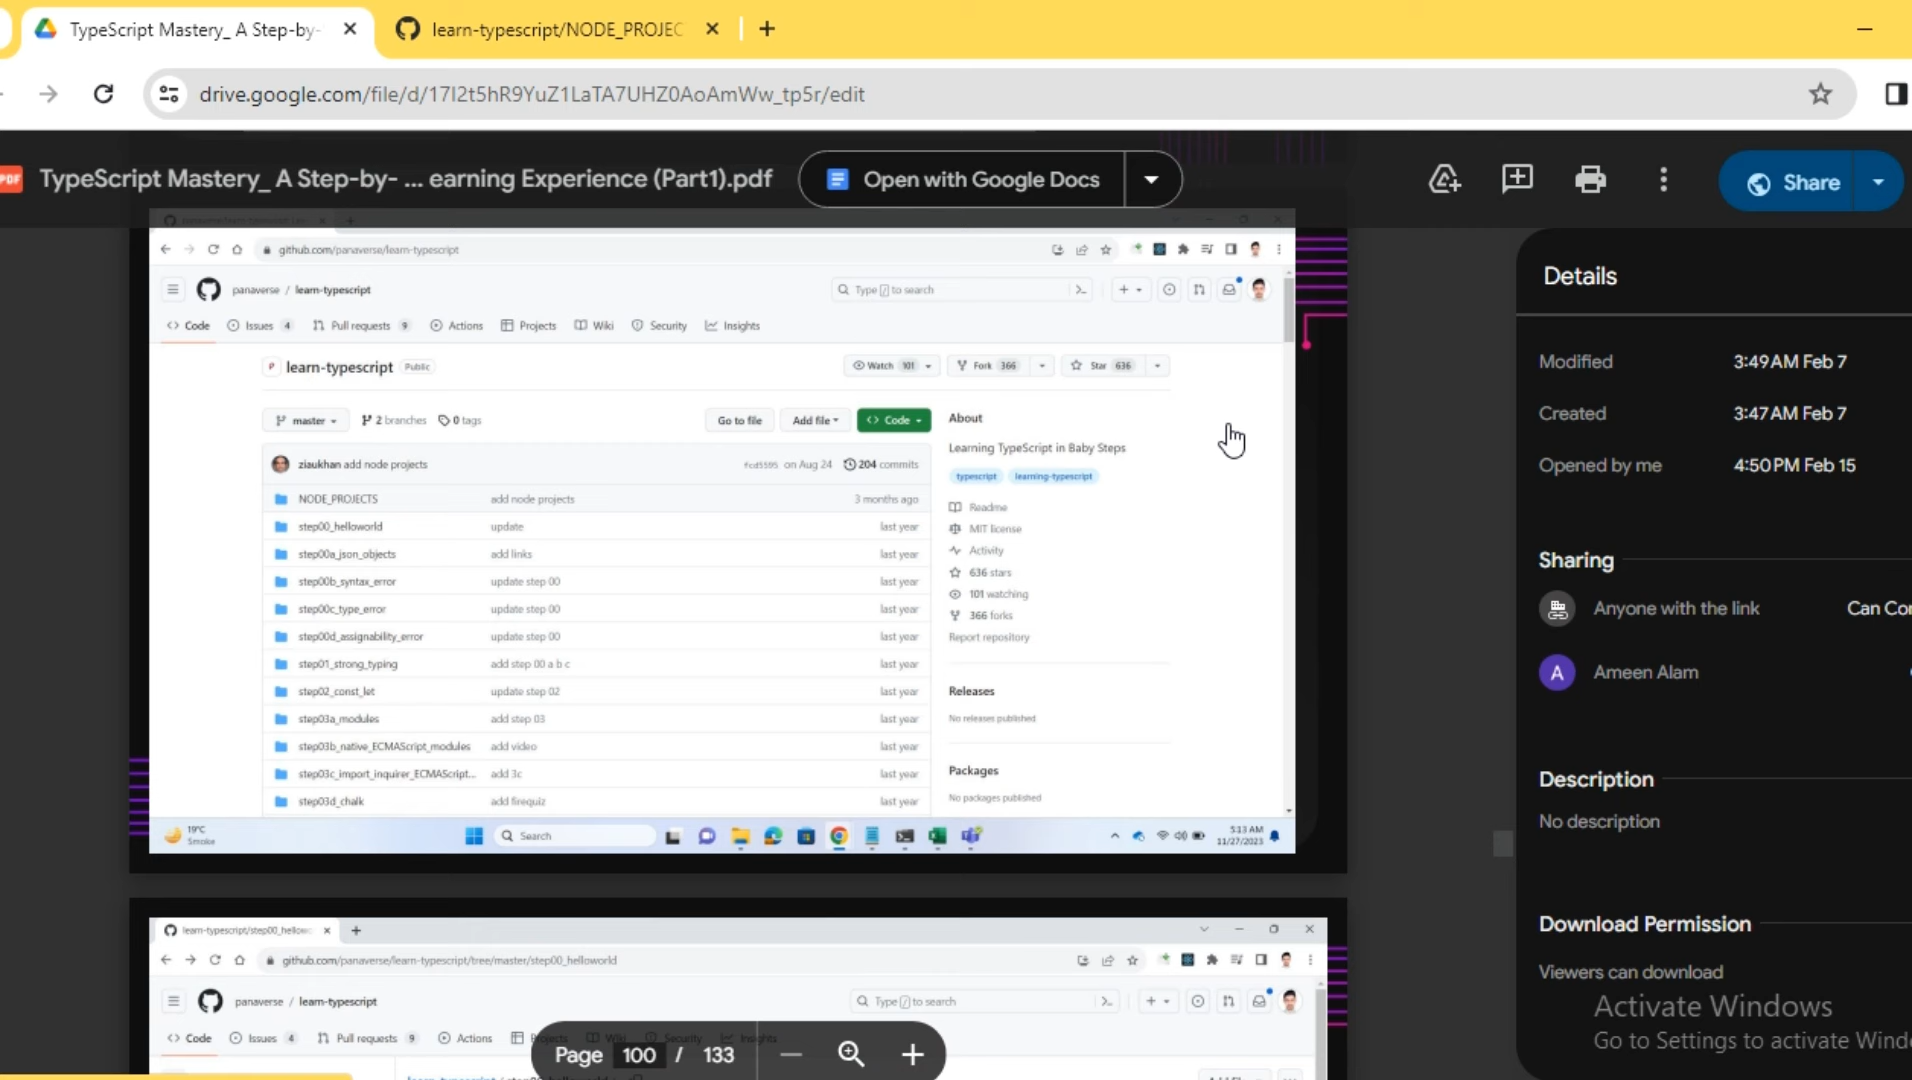 TypeScript Mastery_ A Step-by-
learn-typescript/NODE_PROJEC
drive.google.com/file/d/17I2t5hR9YuZ1LaTA7UHZ0AoAmWw_tp5r/edit
PDF
TypeScript Mastery_ A Step-by- ... earning Experience (Part1).pdf
Open with Google Docs
Share
github.com/panaverse/learn-typescript
panaverse / learn-typescript
Type / to search
Code Issues 4 Pull requests 9 Actions Projects Wiki Security Insights
P learn-typescript Public
Watch 101 Fork 366 Star 636
master 2 branches 0 tags
Go to file Add file Code
About
Learning TypeScript in Baby Steps
typescript learning-typescript
ziaukhan add node projects on Aug 24 204 commits
NODE_PROJECTS add node projects 3 months ago
step00_helloworld update last year
step00a_json_objects add links last year
step00b_syntax_error update step 00 last year
step00c_type_error update step 00 last year
step00d_assignability_error update step 00 last year
step01_strong_typing add step 00 a b c last year
step02_const_let update step 02 last year
step03a_modules add step 03 last year
step03b_native_ECMAScript_modules add video last year
step03c_import_inquirer_ECMAScript... add 3c last year
step03d_chalk add firequiz last year
Readme
MIT license
Activity
636 stars
101 watching
366 forks
Report repository
Releases
No releases published
Packages
No packages published
19°C
Smoke
Search
5:13 AM
11/27/2023
learn-typescript/step00_hellowo
github.com/panaverse/learn-typescript/tree/master/step00_helloworld
panaverse / learn-typescript
Type / to search
Code Issues 4 Pull requests 9 Actions Projects Wiki Security Insights
Page 100 / 133
Details
Modified 3:49 AM Feb 7
Created 3:47 AM Feb 7
Opened by me 4:50 PM Feb 15
Sharing
Anyone with the link Can Co
A Ameen Alam
Description
No description
Download Permission
Viewers can download
Activate Windows
Go to Settings to activate Wind